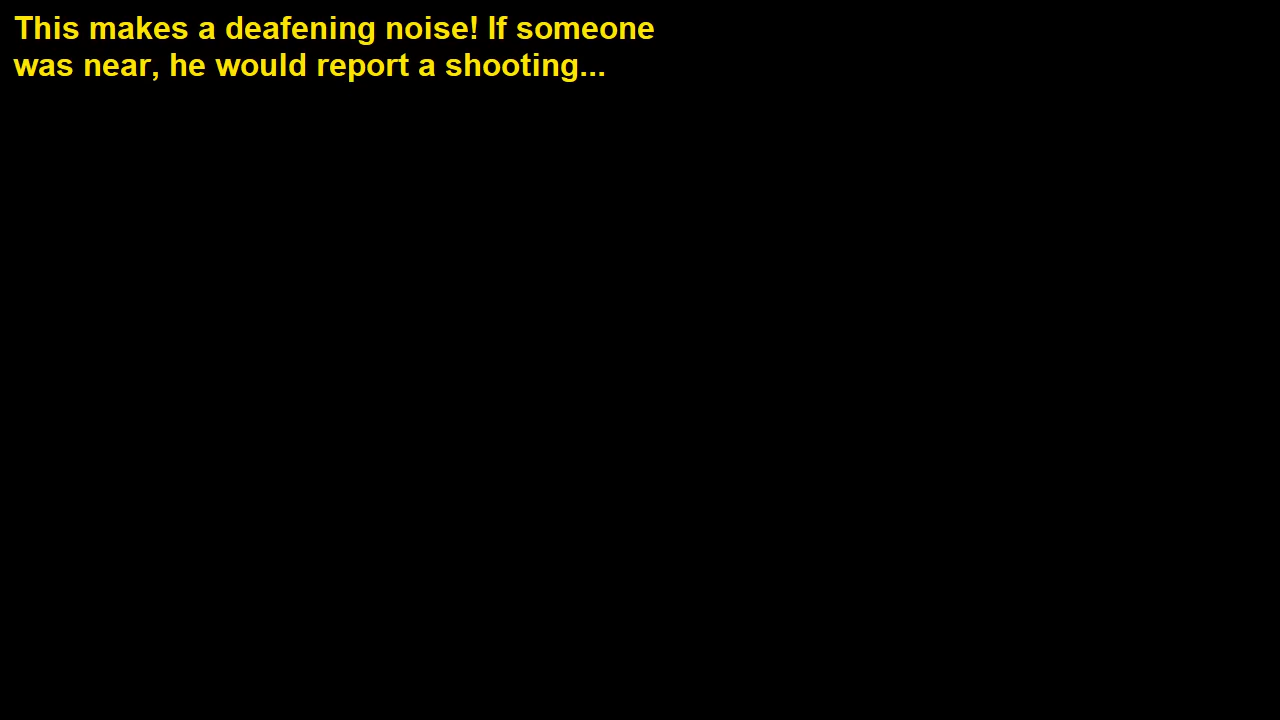 This makes a deafening noise! If someone
was near, he would report a shooting...